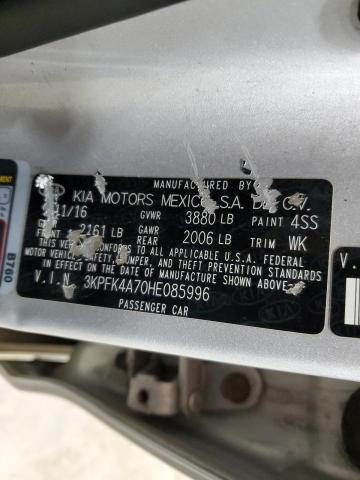 MANUFACTURED BY
KIA MOTORS MEXICO S.A. DE C.V.
11/16 GVWR 3880 LB PAINT 4SS
FRONT 2161 LB GAWR REAR 2006 LB TRIM WK
THIS VEHICLE CONFORMS TO ALL APPLICABLE U.S.A. FEDERAL
MOTOR VEHICLE SAFETY, BUMPER, AND THEFT PREVENTION
STANDARDS IN EFFECT ON THE DATE OF MANUFACTURE SHOWN ABOVE.
V.I.N 3KPFK4A70HE085996
PASSENGER CAR
B760
V.